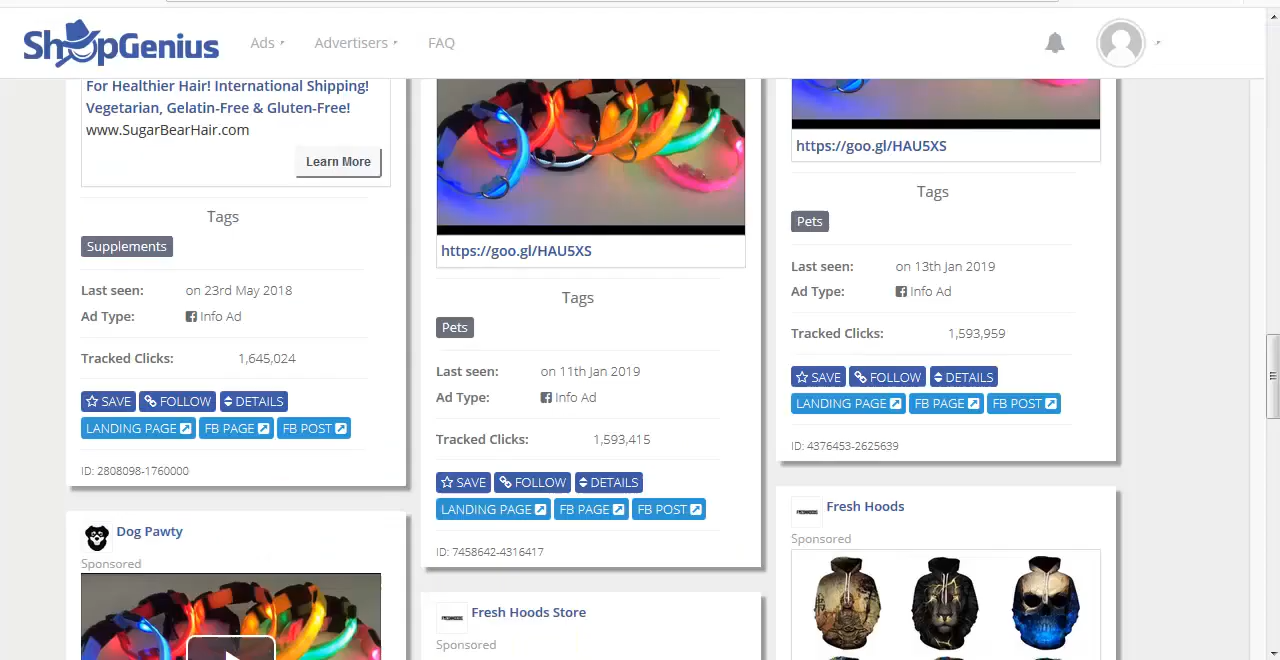 ShopGenius
Ads
Advertisers
FAQ
For Healthier Hair! International Shipping!
Vegetarian, Gelatin-Free & Gluten-Free!
www.SugarBearHair.com
Learn More
Tags
Supplements
Last seen: on 23rd May 2018
Ad Type: Info Ad
Tracked Clicks: 1,645,024
SAVE FOLLOW DETAILS
LANDING PAGE FB PAGE FB POST
ID: 2808098-1760000
Dog Pawty
Sponsored
https://goo.gl/HAU5XS
Tags
Pets
Last seen: on 11th Jan 2019
Ad Type: Info Ad
Tracked Clicks: 1,593,415
SAVE FOLLOW DETAILS
LANDING PAGE FB PAGE FB POST
ID: 7458642-4316417
Fresh Hoods Store
Sponsored
https://goo.gl/HAU5XS
Tags
Pets
Last seen: on 13th Jan 2019
Ad Type: Info Ad
Tracked Clicks: 1,593,959
SAVE FOLLOW DETAILS
LANDING PAGE FB PAGE FB POST
ID: 4376453-2625639
FRESHHOODS
Fresh Hoods
Sponsored